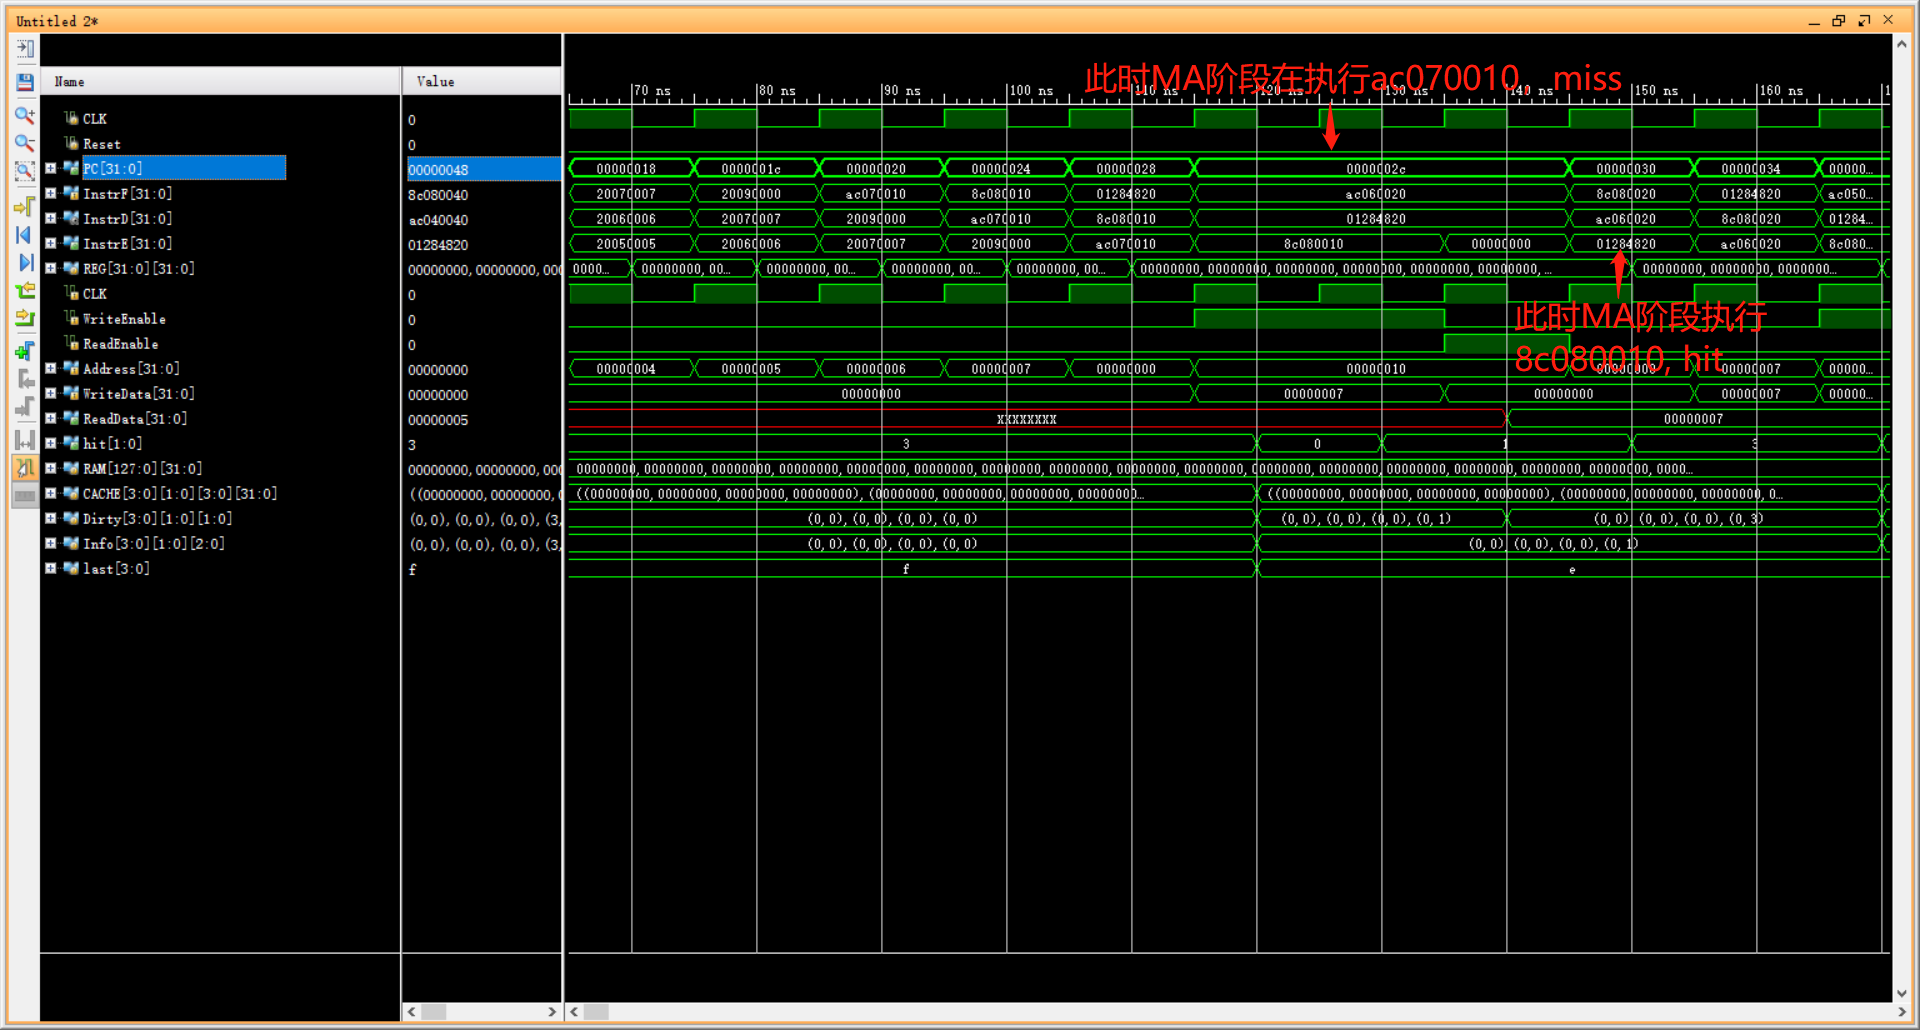 Untitled 2*
Name Value
此时MA阶段在执行ac070010，miss
70 ns 80 ns 90 ns 100 ns 110 ns 120 ns 130 ns 140 ns 150 ns 160 ns 1
CLK 0
Reset 0
PC[31:0] 00000048 00000018 0000001c 00000020 00000024 00000028 0000002c 00000030 00000034 00000...
InstrF[31:0] 8c080040 20070007 20090000 ac070010 8c080010 01284820 ac060020 8c080020 01284820 ac050...
InstrD[31:0] ac040040 20060006 20070007 20090000 ac070010 8c080010 01284820 ac060020 8c080020 01284...
InstrE[31:0] 01284820 20050005 20060006 20070007 20090000 ac070010 8c080010 00000000 01284820 ac060020 8c080...
REG[31:0][31:0] 00000000,00000000,000 0000... 00000000,00... 00000000,00... 00000000,00... 00000000,00... 00000000,00000000,00000000,00000000,00000000,00000000,... 00000000,00000000,0000000...
CLK 0
WriteEnable 0
此时MA阶段执行
ReadEnable 0
8c080010, hit
Address[31:0] 00000000 00000004 00000005 00000006 00000007 00000000 00000010 00000000 00000007 00000...
WriteData[31:0] 00000000 00000000 00000007 00000000 00000007 00000...
ReadData[31:0] 00000005 XXXXXXXX 00000007
hit[1:0] 3 3 0 1 3
RAM[127:0][31:0] 00000000,00000000,000 00000000,00000000,00000000,00000000,00000000,00000000,00000000,00000000,00000000,00000000,00000000,00000000,00000000,00000000,00000000,00000000,0000...
CACHE[3:0][1:0][3:0][31:0] ((00000000,00000000,0 ((00000000,00000000,00000000,00000000),(00000000,00000000,00000000,0000000... ((00000000,00000000,00000000,00000000),(00000000,00000000,00000000,0...
Dirty[3:0][1:0][1:0] (0,0),(0,0),(0,0),(3, (0,0),(0,0),(0,0),(0,0) (0,0),(0,0),(0,0),(0,1) (0,0),(0,0),(0,0),(0,3)
Info[3:0][1:0][2:0] (0,0),(0,0),(0,0),(3, (0,0),(0,0),(0,0),(0,0) (0,0),(0,0),(0,0),(0,1)
last[3:0] f f e